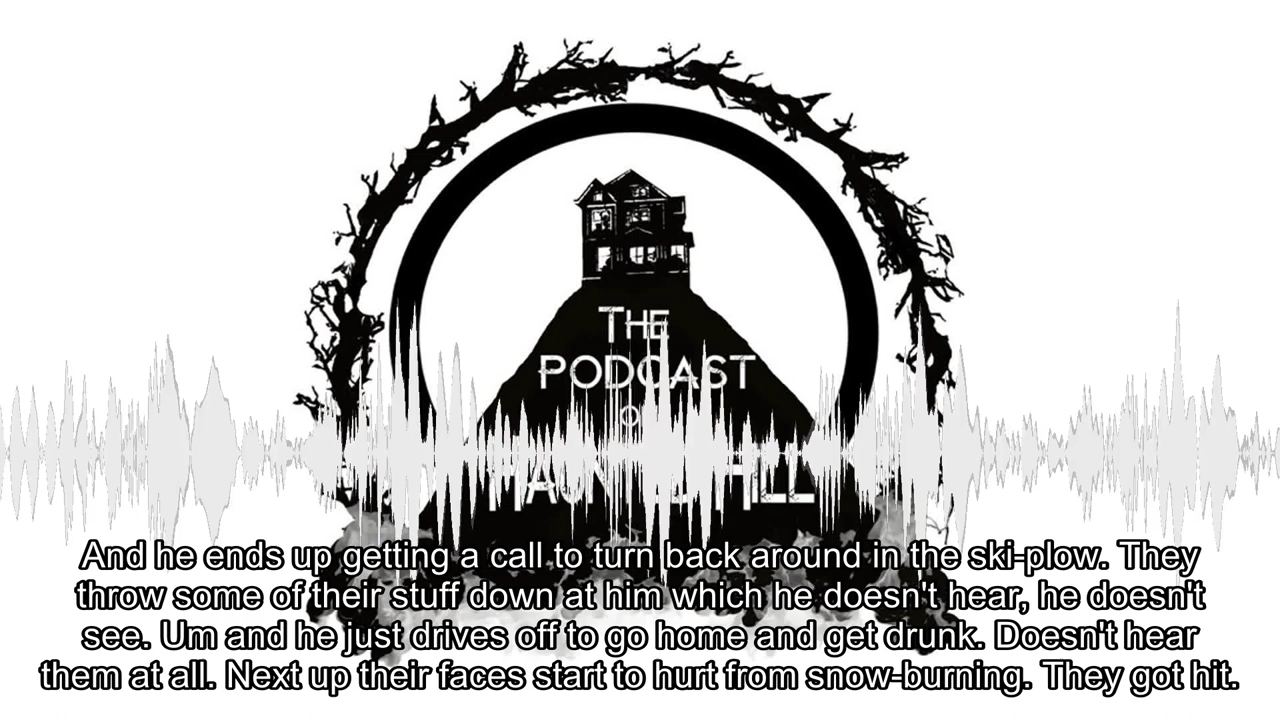 THE
PODCAST
ON
HAUNTED HILL
And he ends up getting a call to turn back around in the ski-plow. They
throw some of their stuff down at him which he doesn't hear, he doesn't
see. Um and he just drives off to go home and get drunk. Doesn't hear
them at all. Next up their faces start to hurt from snow-burning. They got hit.